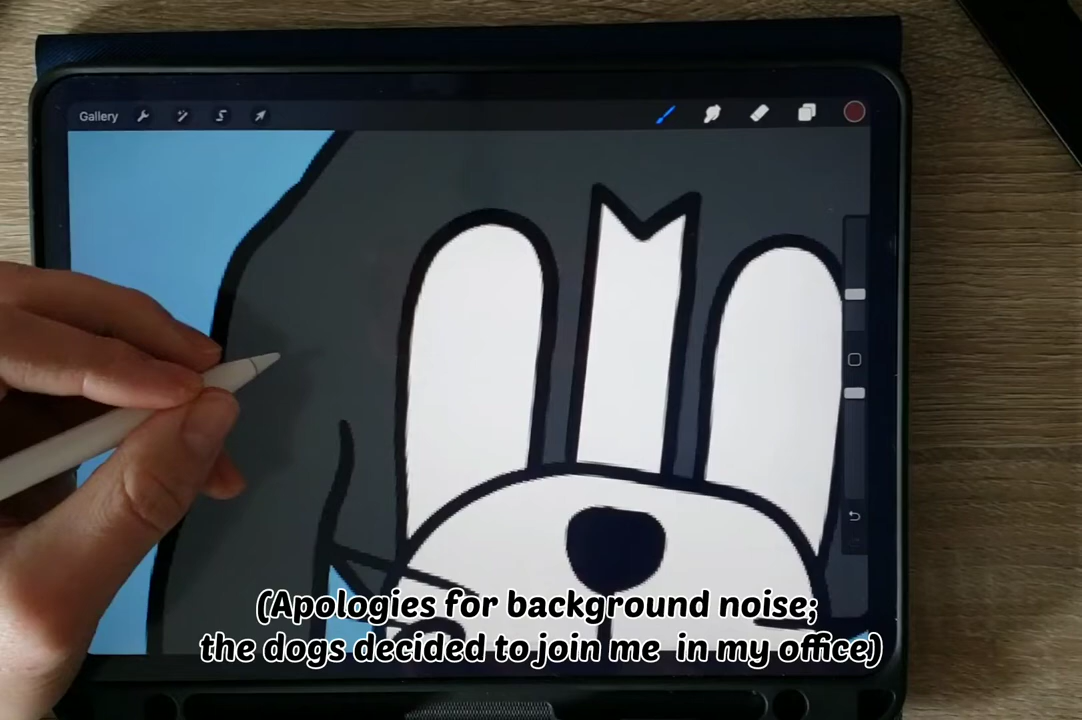 Gallery
(Apologies for background noise;
the dogs decided to join me in my office)